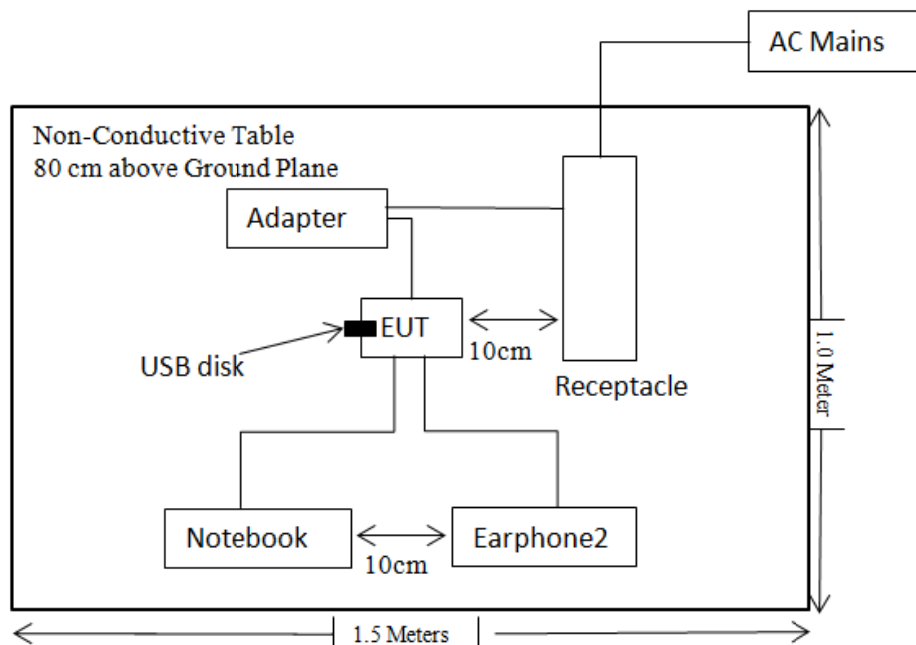 AC Mains
Non-Conductive Table
80 cm above Ground Plane
Adapter
EUT
10cm
USB disk
Receptacle
1.0 Meter
Notebook
Earphone2
10cm
1.5 Meters